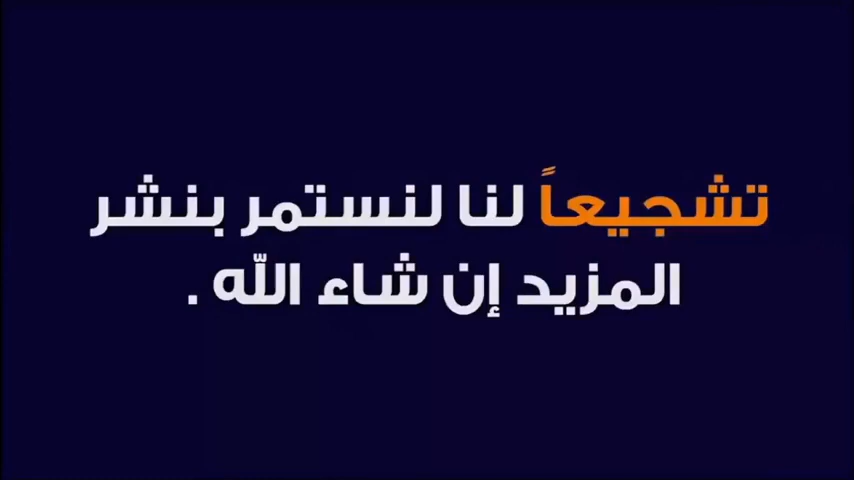 تشجيعاً لنا لنستمر بنشر
المزيد إن شاء الله .